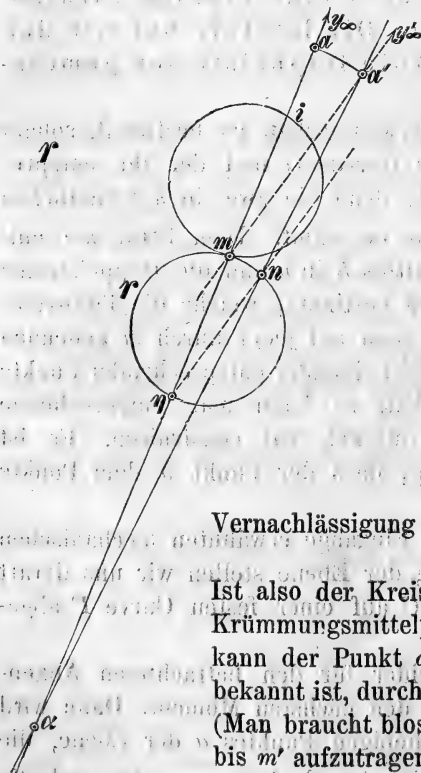 y∞
y∞ˣ
a
a'
i
r
m
n
r
η
Vernachlässigung
Ist also der Kreis
Krümmungsmittelp
kann der Punkt
bekannt ist, durch
(Man braucht blos
α
bis m' aufzutragen